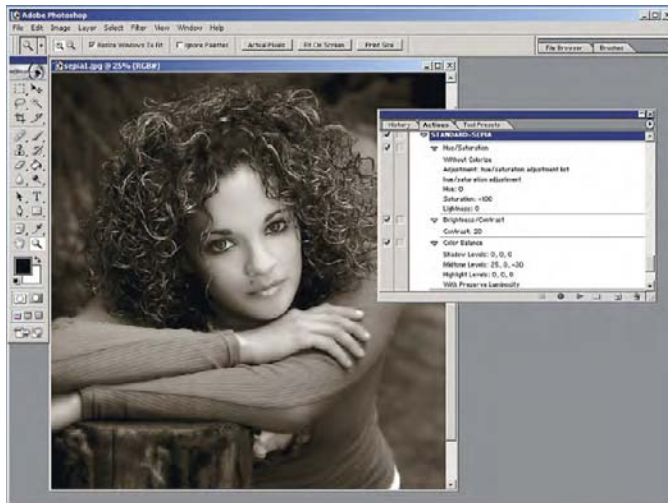 Adobe Photoshop
File Edit Image Layer Select Filter View Window Help
Resize Windows To Fit Ignore Palettes Actual Pixels Fit On Screen Print Size
File Browser Brushes
sepia1.jpg @ 25% (RGB#)
History Actions Tool Presets
STANDARD-SEPIA
Hue/Saturation
Without Colorize
Adjustment: hue/saturation adjustment list
hue/saturation adjustment
Hue: 0
Saturation: -100
Lightness: 0
Brightness/Contrast
Contrast: 20
Color Balance
Shadow Levels: 0, 0, 0
Midtone Levels: 25, 0, -20
Highlight Levels: 0, 0, 0
With Preserve Luminosity